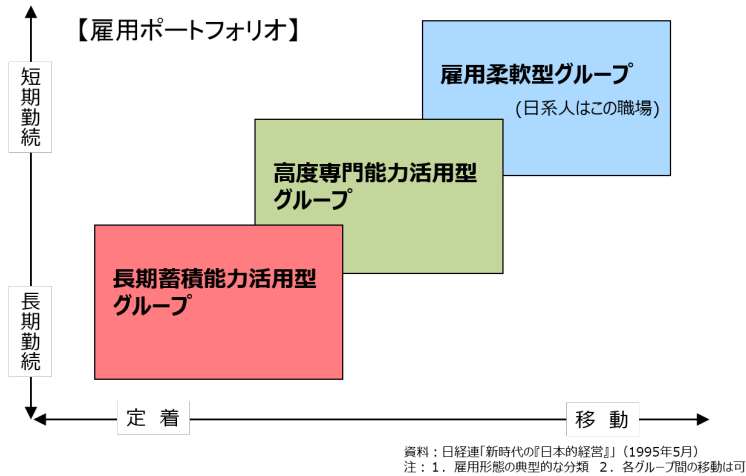 【雇用ポートフォリオ】
短期勤続
雇用柔軟型グループ
(日系人はこの職場)
高度専門能力活用型
グループ
長期蓄積能力活用型
グループ
長期勤続
定 着
移 動
資料:日経連「新時代の『日本的経営』」(1995年5月)
注:1.雇用形態の典型的な分類 2.各グループ間の移動は可